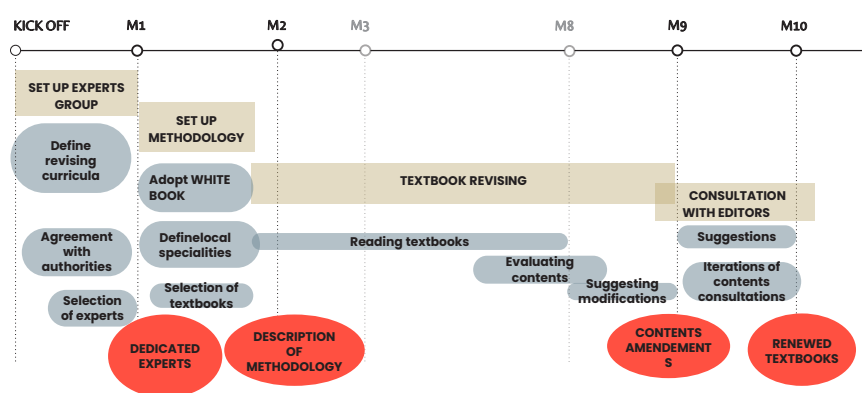 KICK OFF
M1
M2
M3
M8
M9
M10
SET UP EXPERTS
GROUP
SET UP
METHODOLOGY
Define
revising
curricula
Adopt WHITE
BOOK
TEXTBOOK REVISING
CONSULTATION
WITH EDITORS
Agreement
with
authorities
Definelocal
specialities
Reading textbooks
Suggestions
Evaluating
contents
Iterations of
contents
consultations
Selection
of experts
Selection of
textbooks
Suggesting
modifications
DEDICATED
EXPERTS
DESCRIPTION
OF
METHODOLOGY
CONTENTS
AMENDEMENT
S
RENEWED
TEXTBOOKS